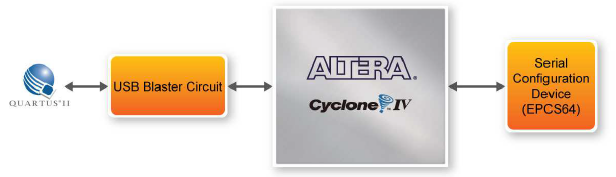 QUARTUS II
USB Blaster Circuit
ALTERA.
Cyclone IV
Serial
Configuration
Device
(EPCS64)